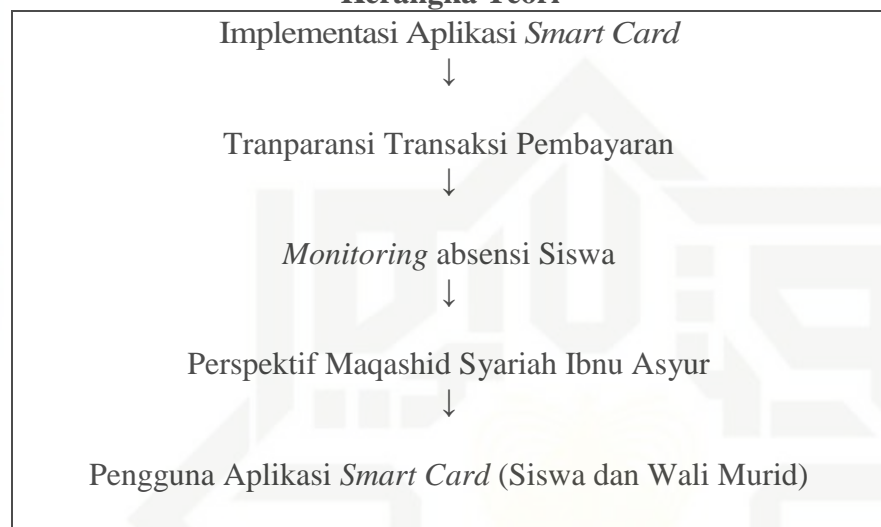 Kerangka Teori
Implementasi Aplikasi Smart Card
↓
Tranparansi Transaksi Pembayaran
↓
Monitoring absensi Siswa
↓
Perspektif Maqashid Syariah Ibnu Asyur
↓
Pengguna Aplikasi Smart Card (Siswa dan Wali Murid)